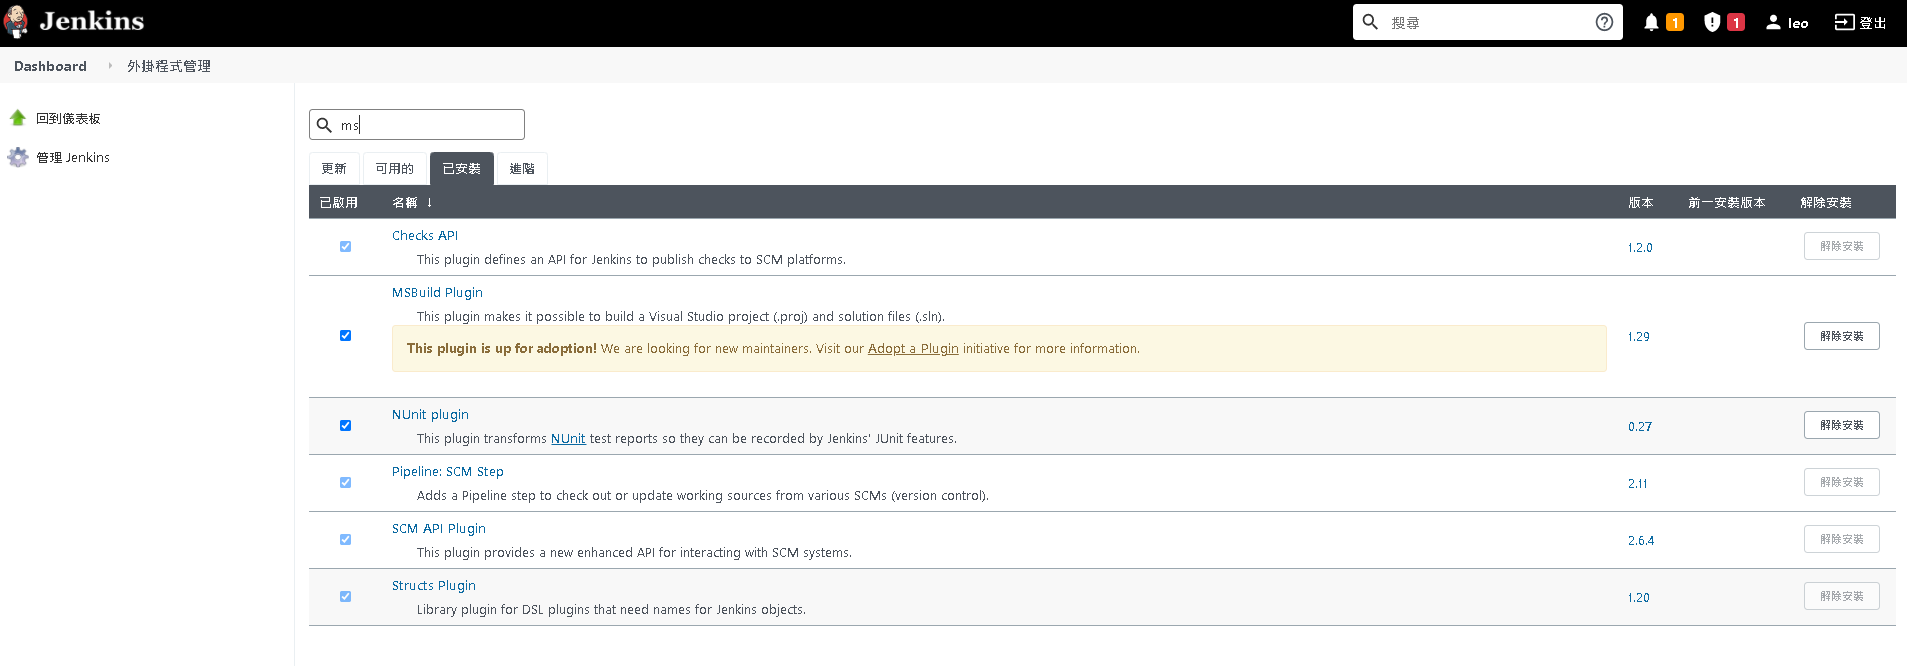 Jenkins
搜尋
1
1
leo
登出
Dashboard
外掛程式管理
回到儀表板
管理 Jenkins
ms
更新
可用的
已安裝
進階
已啟用 名稱 ↓ 版本 前一安裝版本 解除安裝
Checks API
This plugin defines an API for Jenkins to publish checks to SCM platforms.
1.2.0
解除安裝
MSBuild Plugin
This plugin makes it possible to build a Visual Studio project (.proj) and solution files (.sln).
This plugin is up for adoption! We are looking for new maintainers. Visit our Adopt a Plugin initiative for more information.
1.29
解除安裝
NUnit plugin
This plugin transforms NUnit test reports so they can be recorded by Jenkins' JUnit features.
0.27
解除安裝
Pipeline: SCM Step
Adds a Pipeline step to check out or update working sources from various SCMs (version control).
2.11
解除安裝
SCM API Plugin
This plugin provides a new enhanced API for interacting with SCM systems.
2.6.4
解除安裝
Structs Plugin
Library plugin for DSL plugins that need names for Jenkins objects.
1.20
解除安裝